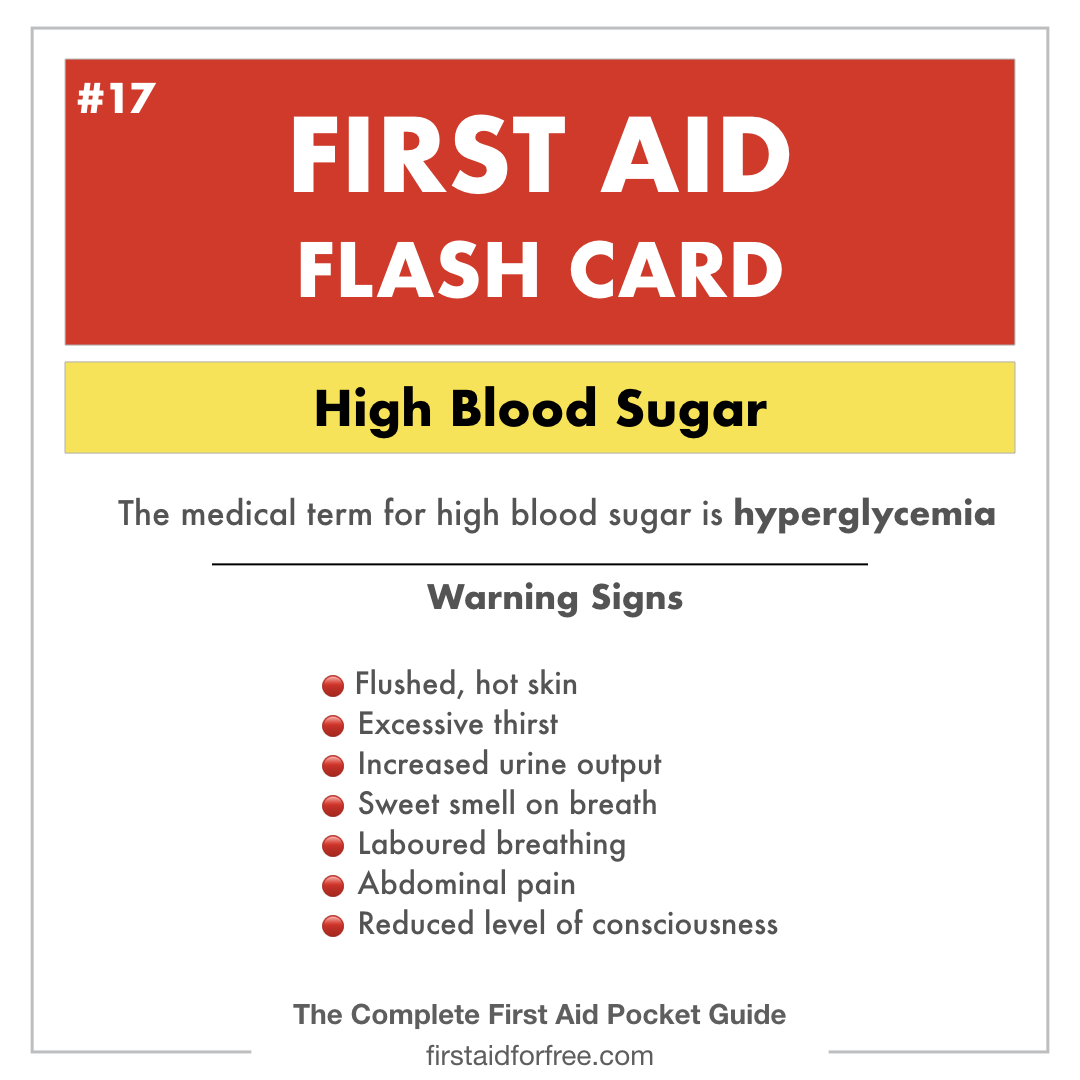 #17
FIRST AID
FLASH CARD
High Blood Sugar
The medical term for high blood sugar is hyperglycemia
Warning Signs
Flushed, hot skin
Excessive thirst
Increased urine output
Sweet smell on breath
Laboured breathing
Abdominal pain
Reduced level of consciousness
The Complete First Aid Pocket Guide
firstaidforfree.com